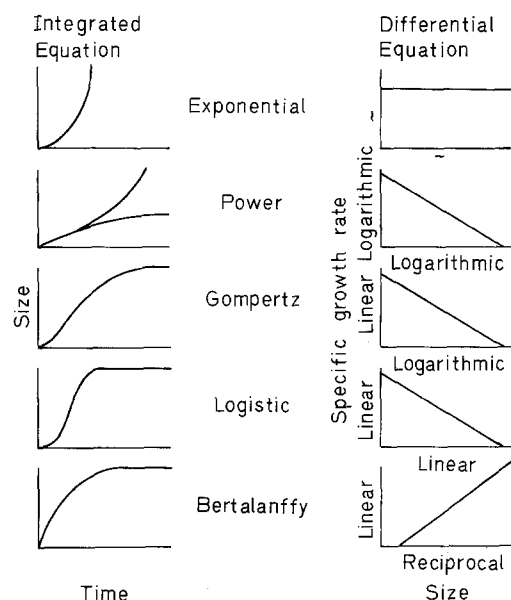 Integrated
Equation
Differential
Equation
Exponential
~
~
Power
Logarithmic
Logarithmic
Gompertz
Linear
Logarithmic
Logistic
Linear
Linear
Bertalanffy
Linear
Reciprocal
Size
Specific growth rate
Time
Size